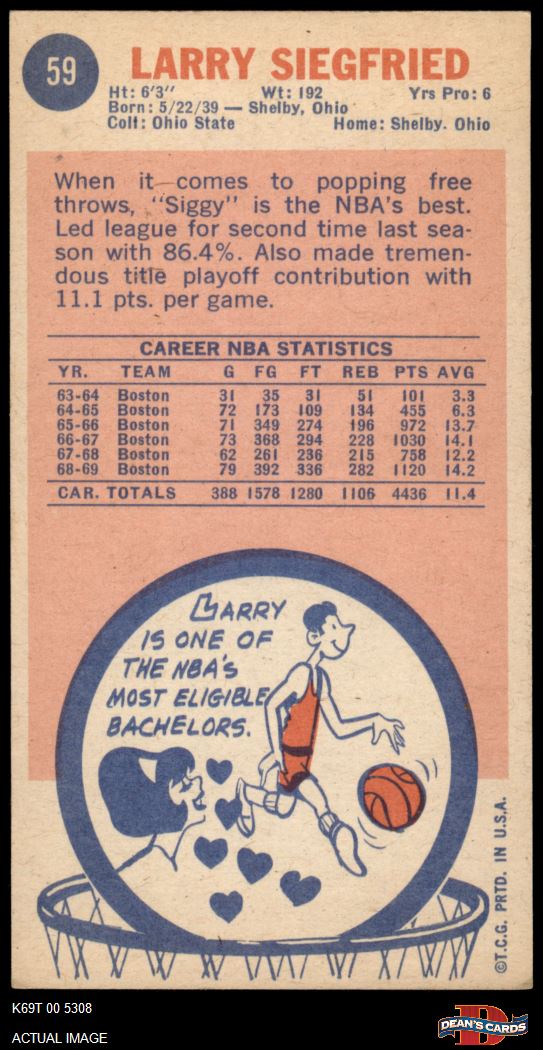 59
LARRY SIEGFRIED
Ht: 6'3" Wt: 192 Yrs Pro: 6
Born: 5/22/39 — Shelby, Ohio
Coll: Ohio State Home: Shelby. Ohio
When it comes to popping free
throws, "Siggy" is the NBA's best.
Led league for second time last sea-
son with 86.4%. Also made tremen-
dous title playoff contribution with
11.1 pts. per game.
CAREER NBA STATISTICS
YR. TEAM G FG FT REB PTS AVG
63-64 Boston 31 35 31 51 101 3.3
64-65 Boston 72 173 109 134 455 6.3
65-66 Boston 71 349 274 196 972 13.7
66-67 Boston 73 368 294 228 1030 14.1
67-68 Boston 62 261 236 215 758 12.2
68-69 Boston 79 392 336 282 1120 14.2
CAR. TOTALS 388 1578 1280 1106 4436 11.4
LARRY
IS ONE OF
THE NBA'S
MOST ELIGIBLE
BACHELORS.
©T.C.G. PRTD. IN U.S.A.
K69T 00 5308
ACTUAL IMAGE
D
DEAN'S CARDS